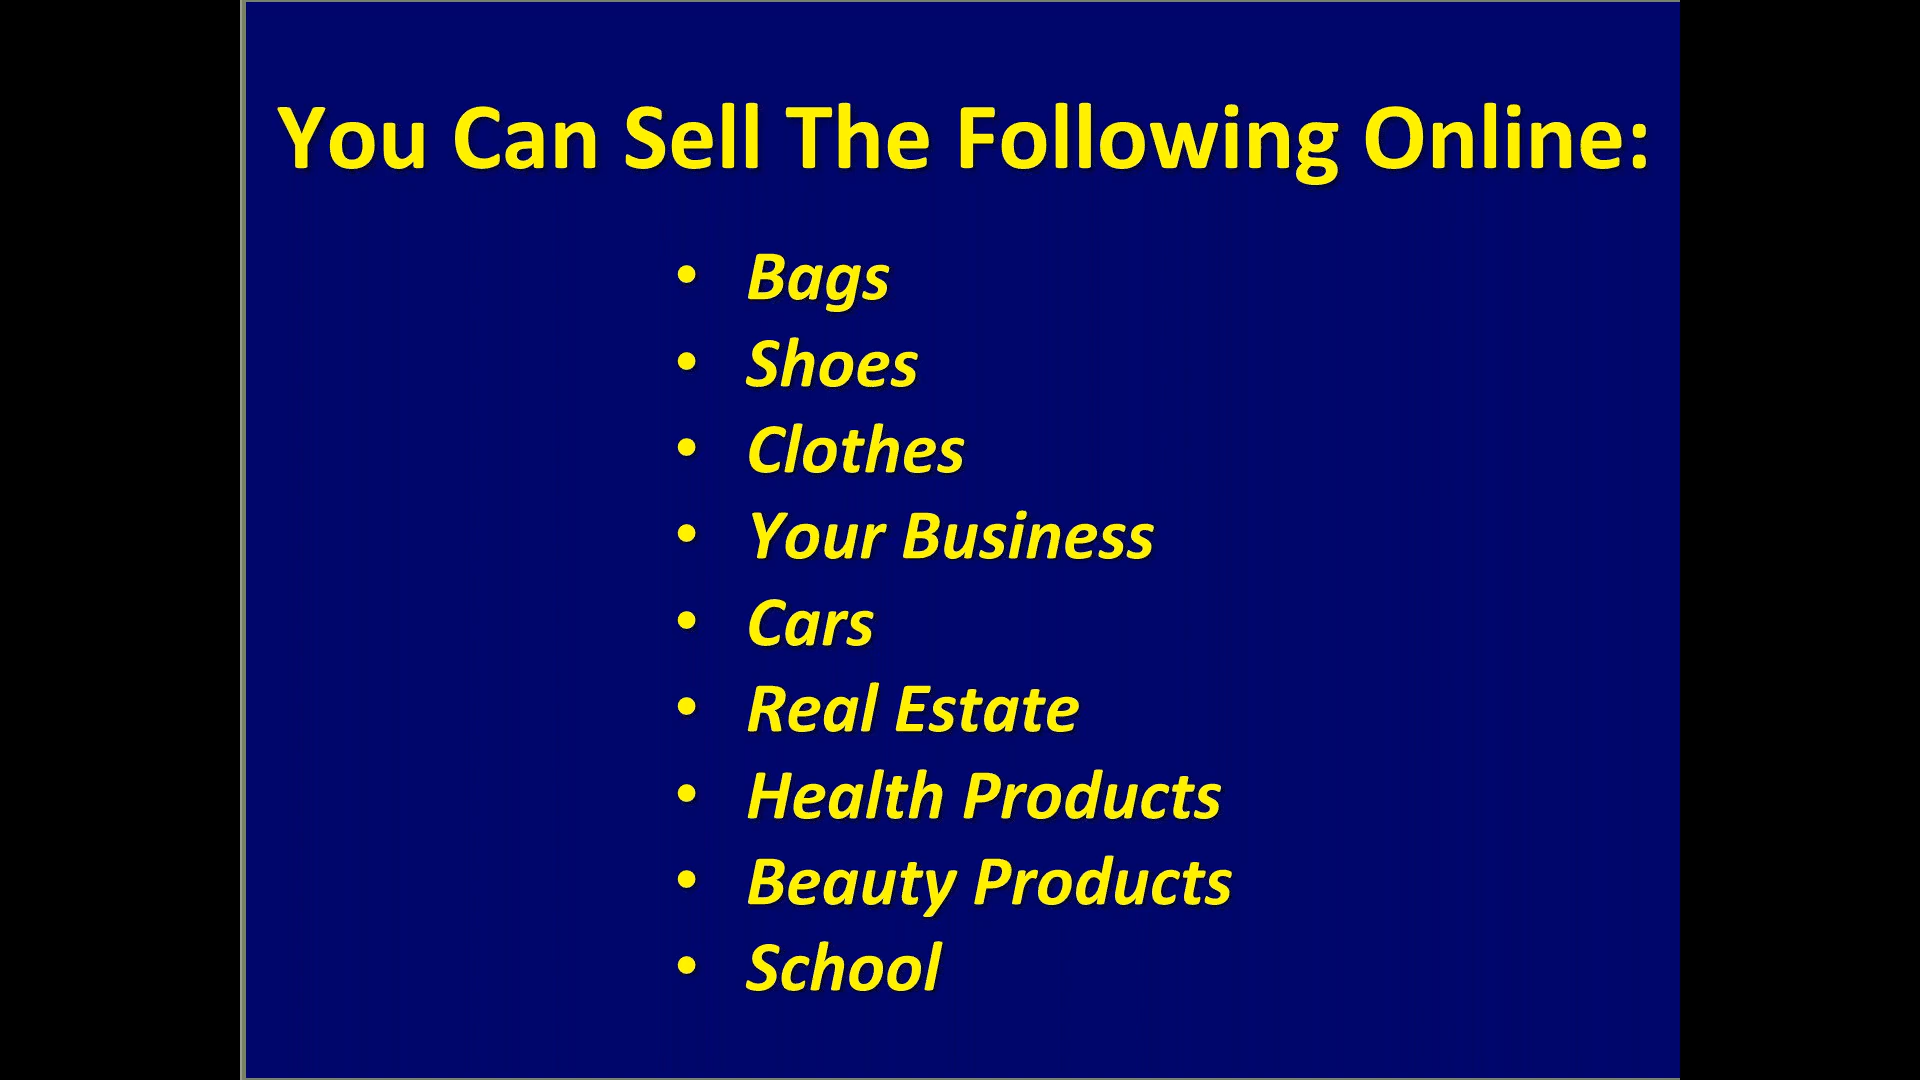 You Can Sell The Following Online:
• Bags
• Shoes
• Clothes
• Your Business
• Cars
• Real Estate
• Health Products
• Beauty Products
• School